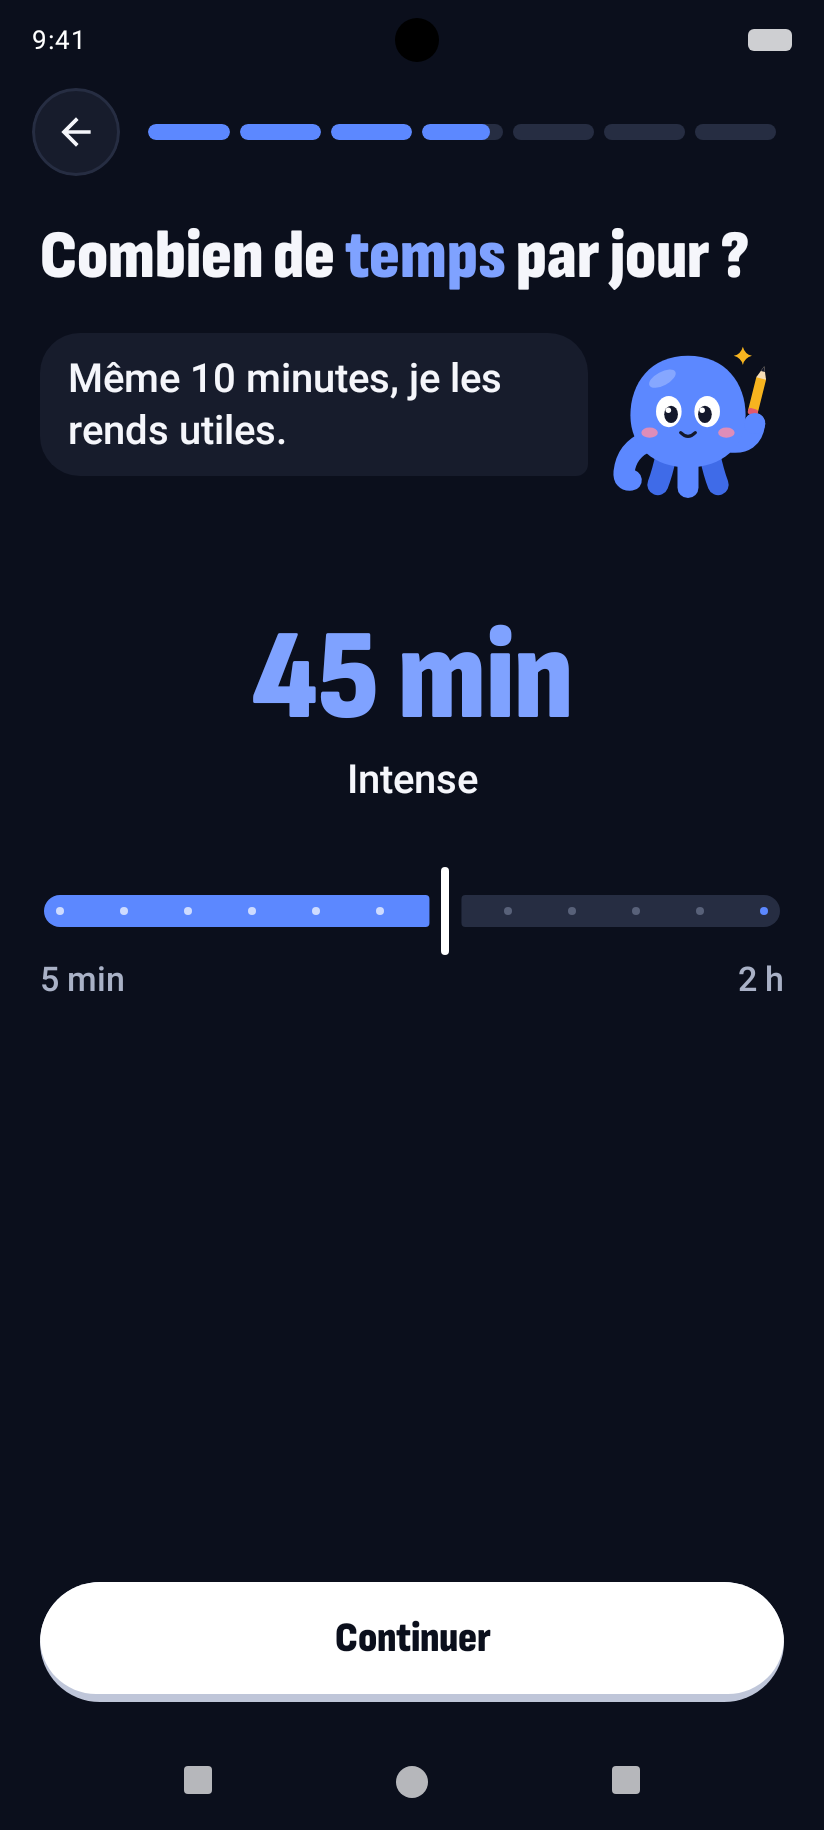 9:41
Combien de temps par jour ?
Même 10 minutes, je les
rends utiles.
45 min
Intense
5 min
2 h
Continuer